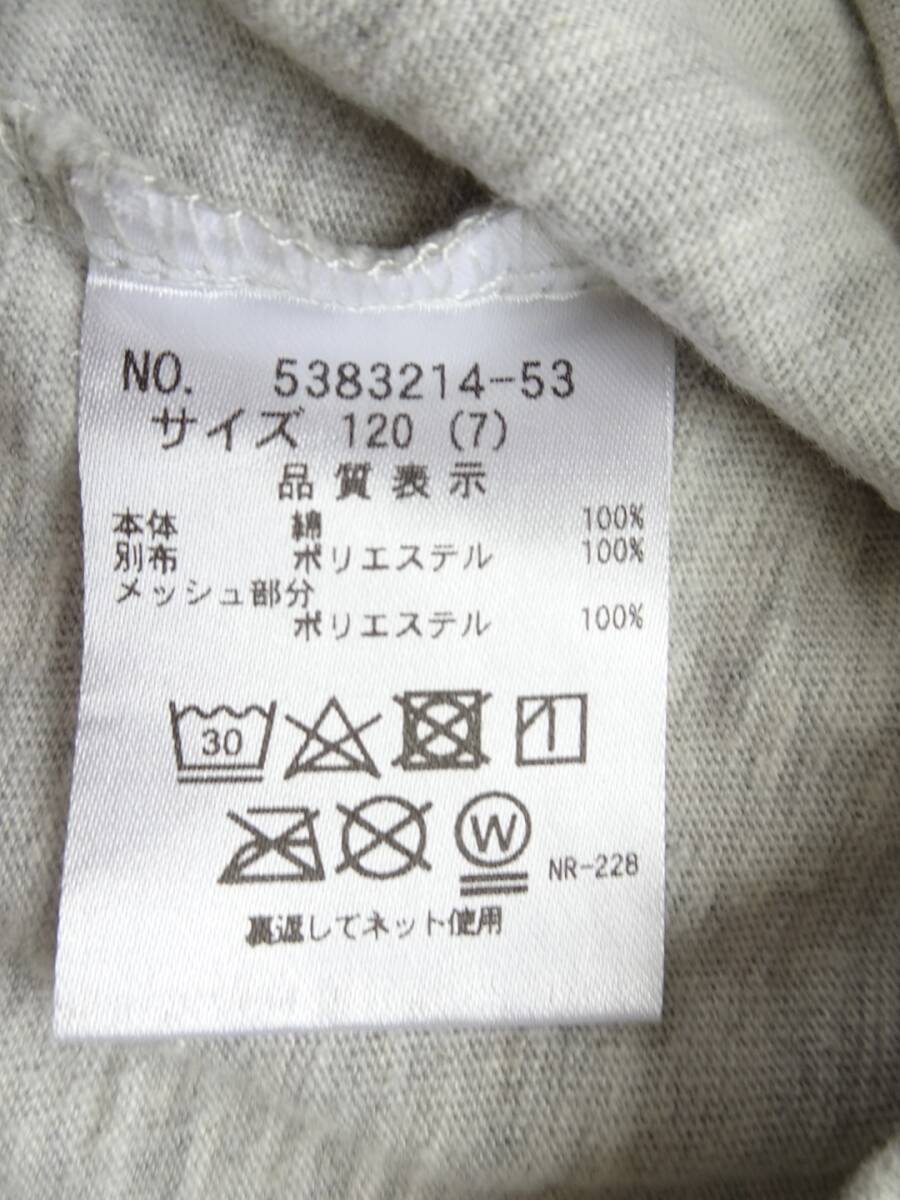 NO. 5383214-53
サイズ 120 (7)
品質表示
本体 綿 100%
別布 ポリエステル 100%
メッシュ部分
ポリエステル 100%
30
W
NR-228
裏返してネット使用